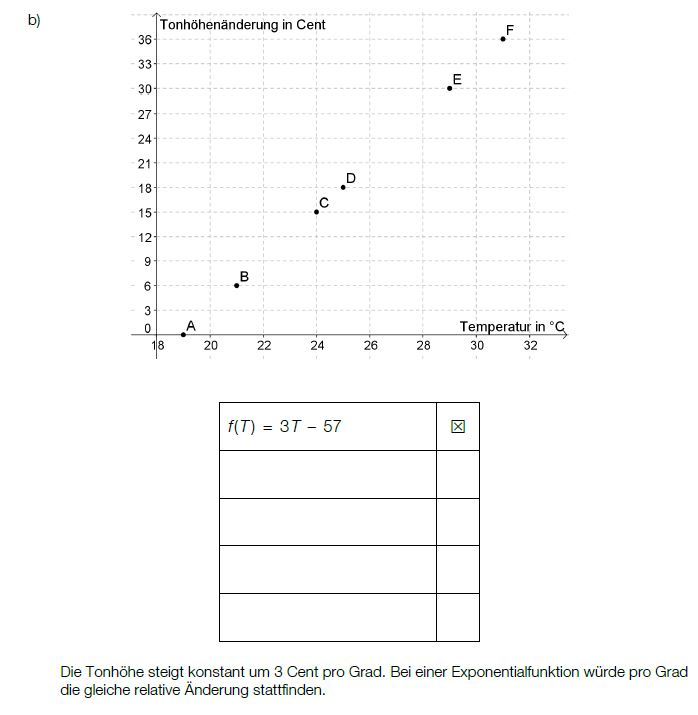 b)
Tonhöhenänderung in Cent
36
33
30
27
24
21
18
15
12
9
6
3
0
F
E
D
C
B
A
Temperatur in °C
18 20 22 24 26 28 30 32
f(T) = 3T – 57 ☒
Die Tonhöhe steigt konstant um 3 Cent pro Grad. Bei einer Exponentialfunktion würde pro Grad
die gleiche relative Änderung stattfinden.